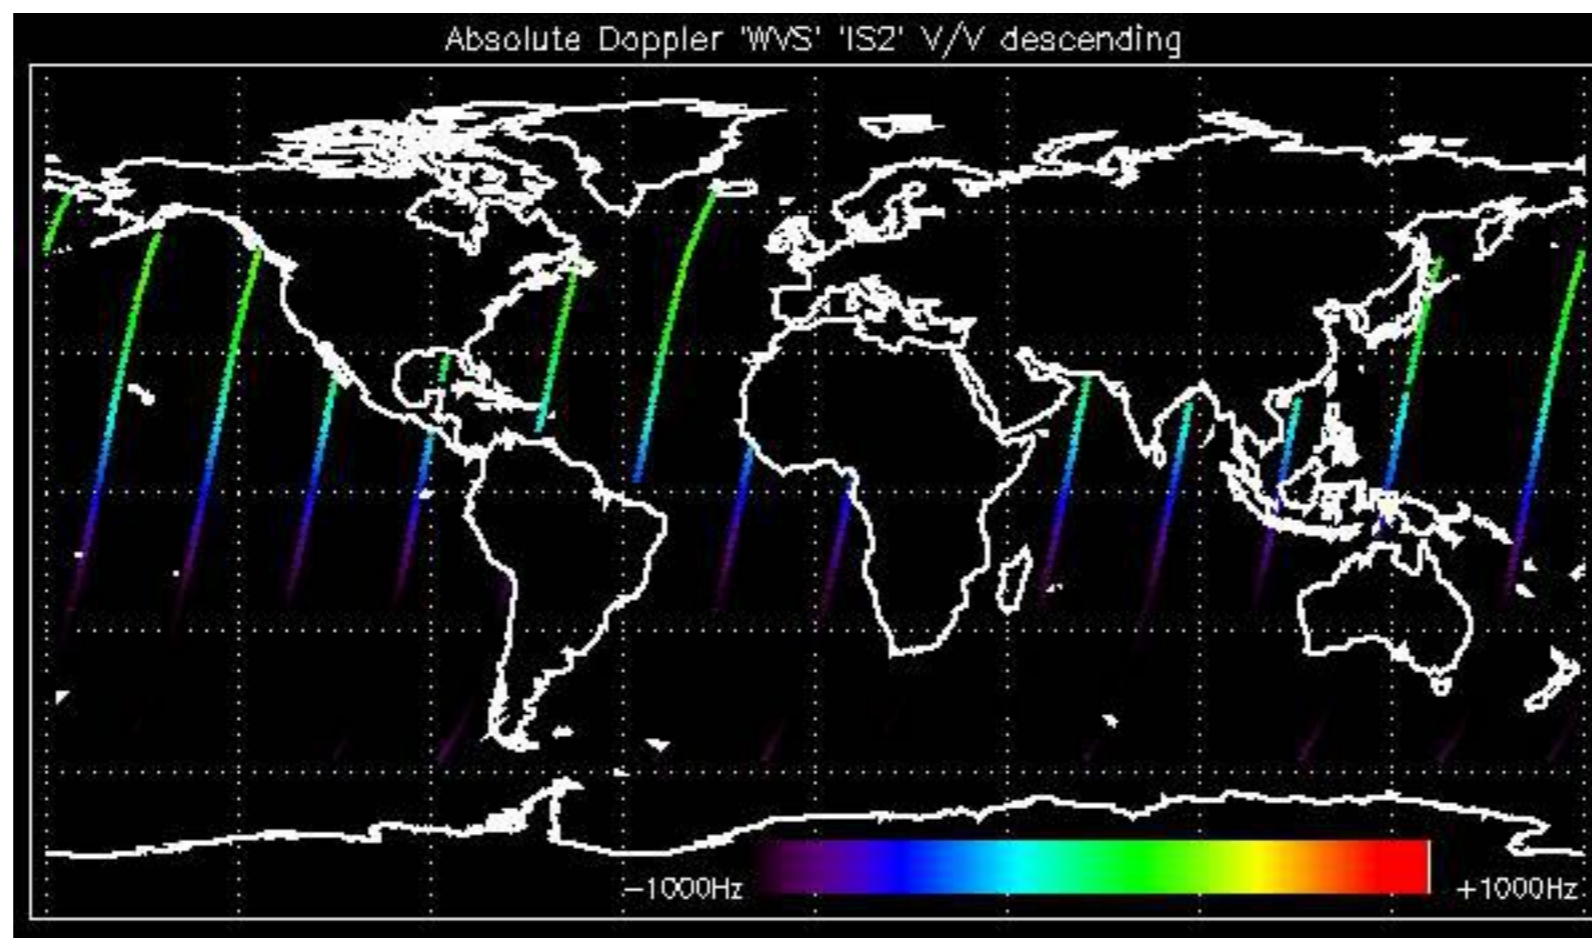 Absolute Doppler 'WVS' 'IS2' V/V descending
−1000Hz +1000Hz